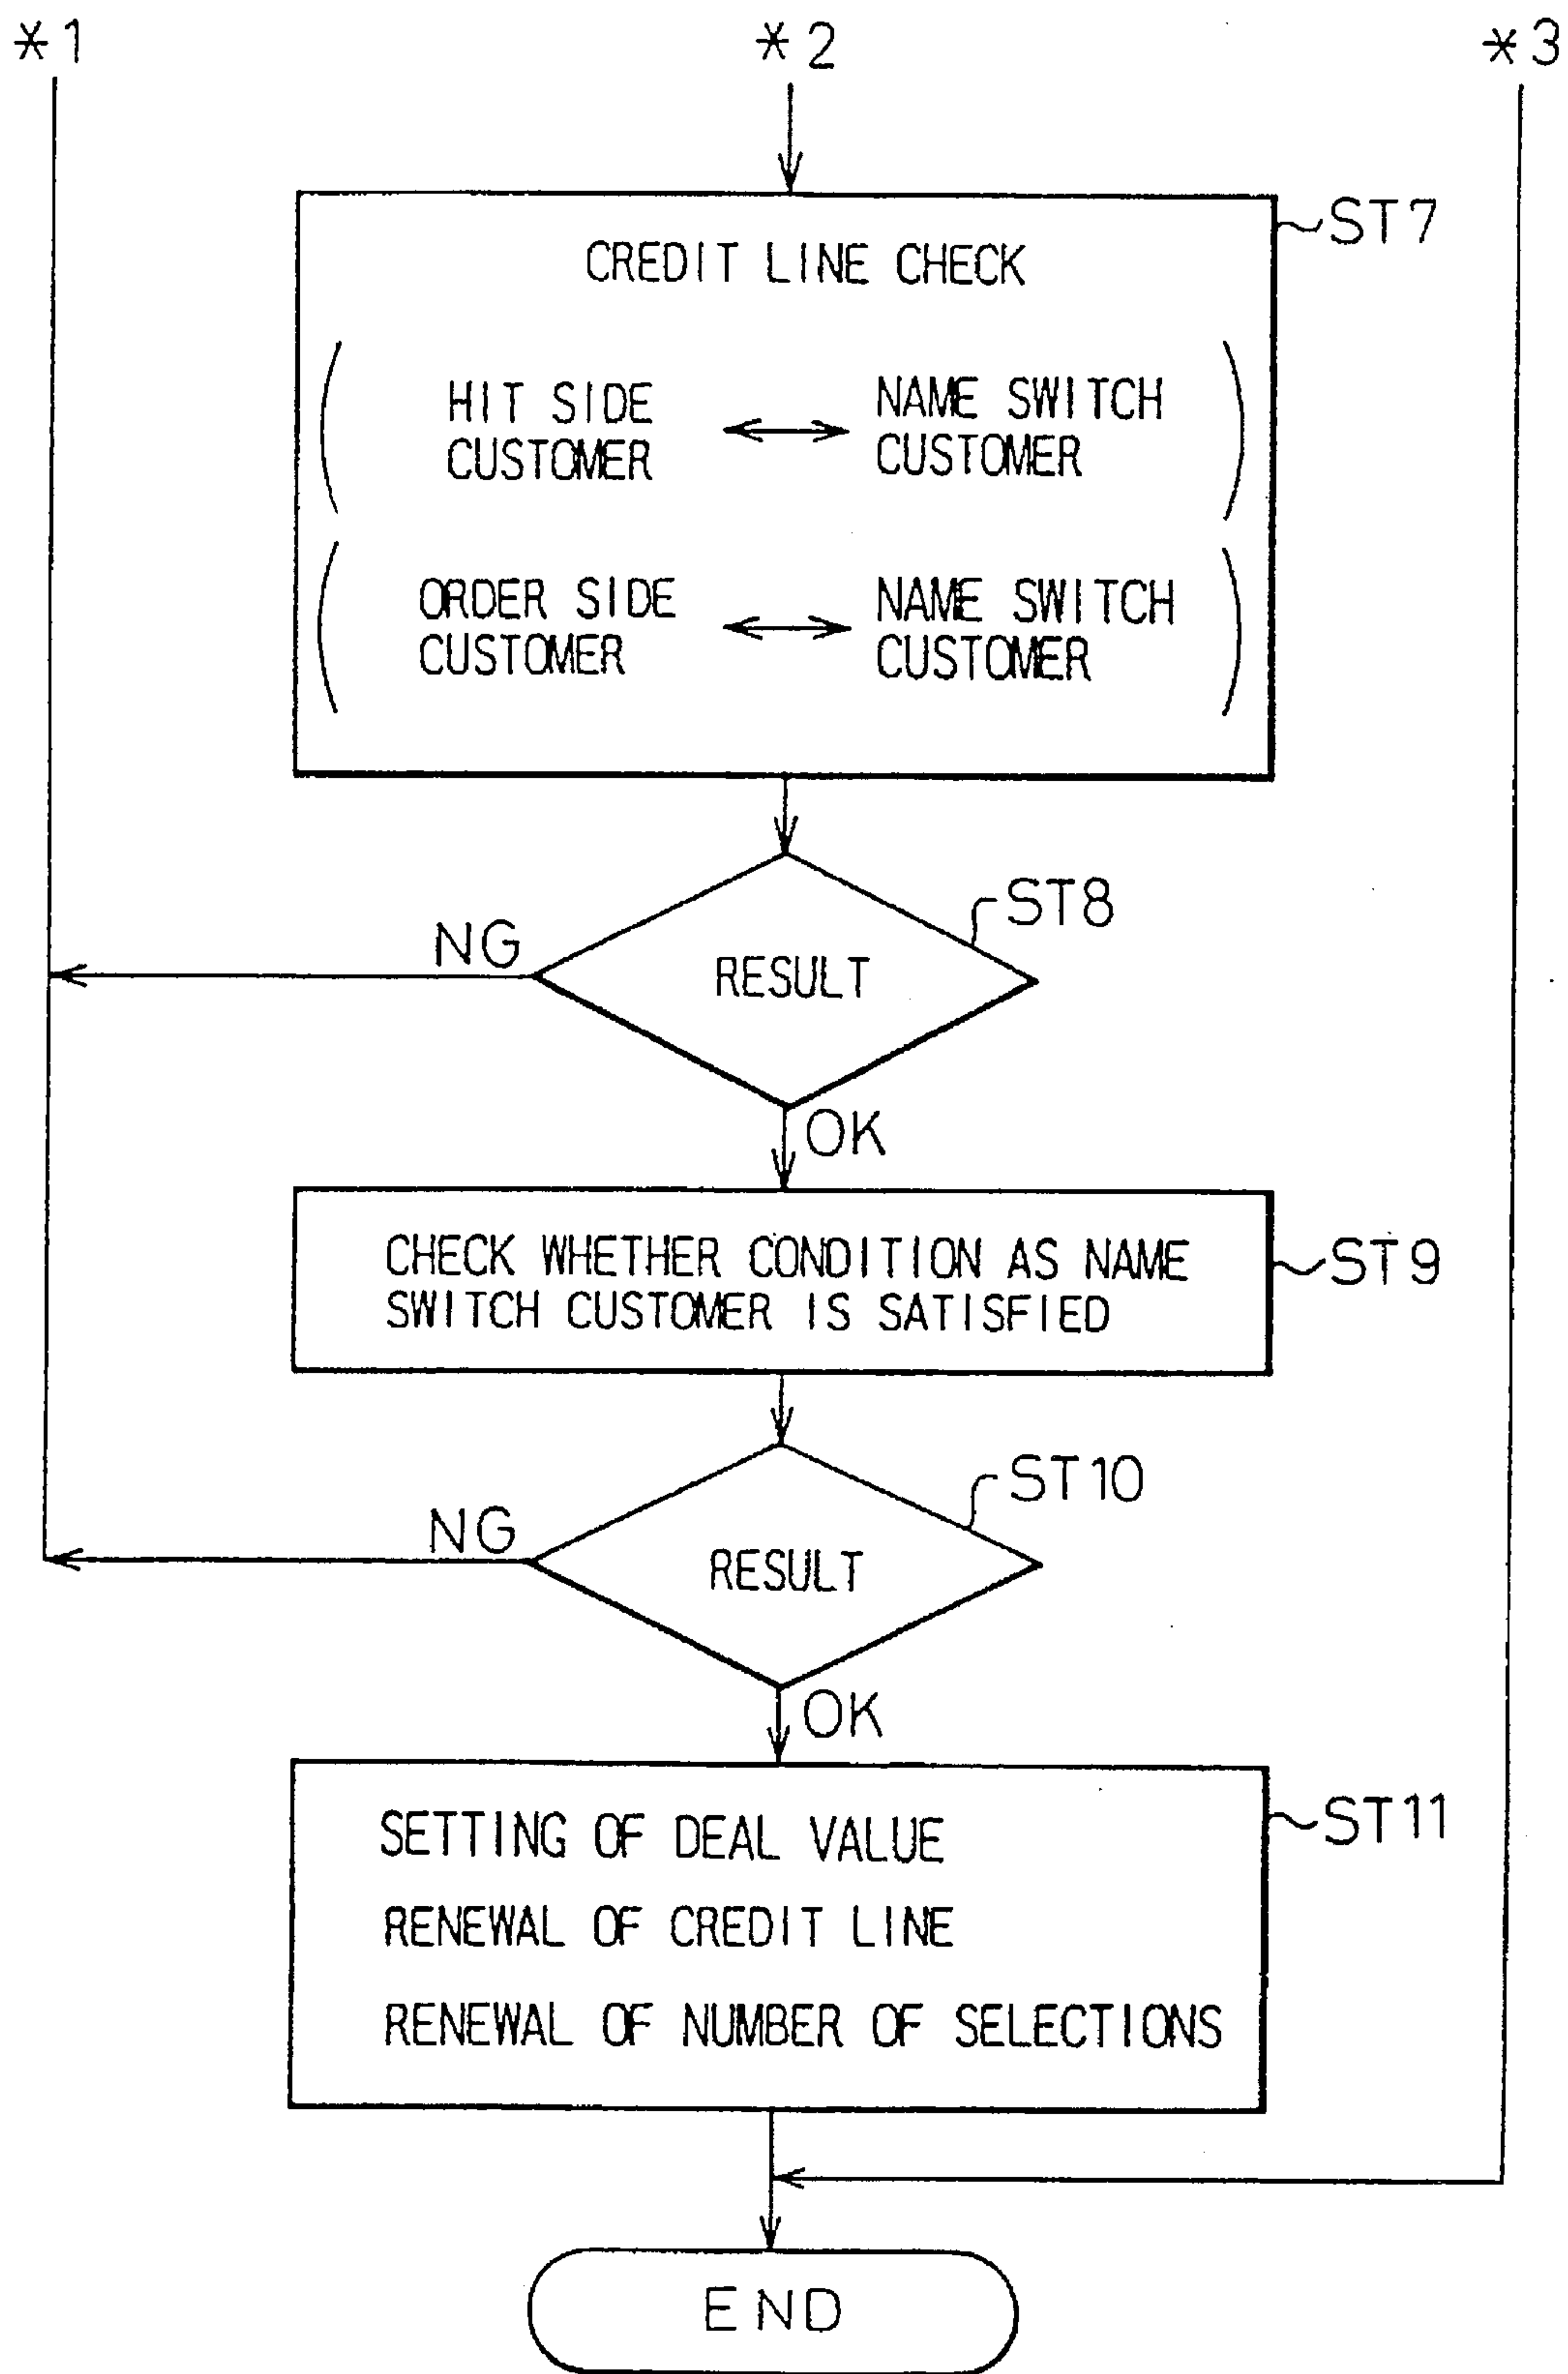 *1
*2
*3
ST7
CREDIT LINE CHECK
HIT SIDE
CUSTOMER
NAME SWITCH
CUSTOMER
ORDER SIDE
CUSTOMER
NAME SWITCH
CUSTOMER
ST8
NG
RESULT
OK
CHECK WHETHER CONDITION AS NAME
SWITCH CUSTOMER IS SATISFIED
ST9
ST10
NG
RESULT
OK
ST11
SETTING OF DEAL VALUE
RENEWAL OF CREDIT LINE
RENEWAL OF NUMBER OF SELECTIONS
END